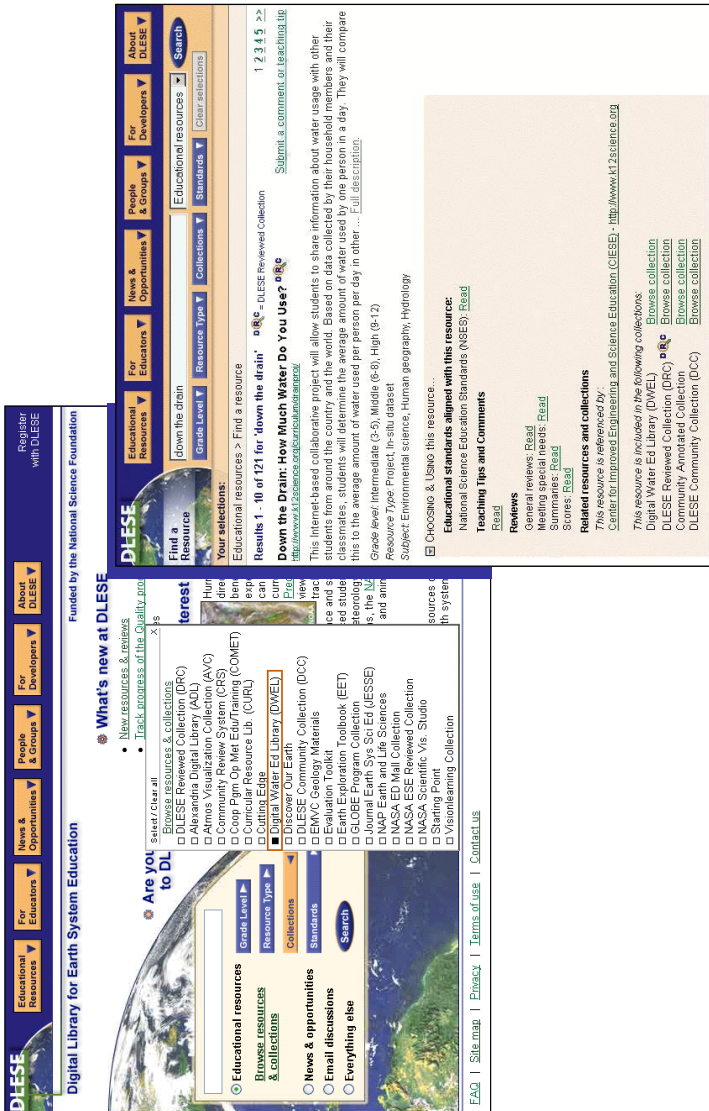 DLESE
Educational Resources
For Educators
News & Opportunities
People & Groups
For Developers
About DLESE
Register with DLESE
Digital Library for Earth System Education
Funded by the National Science Foundation
Are you
to DL
What's new at DLESE
• New resources & reviews
• Track progress of the Quality pro
terest
Educational resources
Browse resources & collections
News & opportunities
Email discussions
Everything else
Grade Level
Resource Type
Collections
Standards
Search
Select / Clear all X
Browse resources & collections
DLESE Reviewed Collection (DRC)
Alexandria Digital Library (ADL)
Atmos Visualization Collection (AVC)
Community Review System (CRS)
Coop Pgm Op Met Edu/Training (COMET)
Curricular Resource Lib. (CURL)
Cutting Edge
Digital Water Ed Library (DWEL)
Discover Our Earth
DLESE Community Collection (DCC)
EMVC Geology Materials
Evaluation Toolkit
Earth Exploration Toolbook (EET)
GLOBE Program Collection
Journal Earth Sys Sci Ed (JESSE)
NAP Earth and Life Sciences
NASA ED Mall Collection
NASA ESE Reviewed Collection
NASA Scientific Vis. Studio
Starting Point
Visionlearning Collection
FAQ | Site map | Privacy | Terms of use | Contact us
DLESE
Educational Resources
For Educators
News & Opportunities
People & Groups
For Developers
About DLESE
Find a Resource
down the drain
Educational resources
Search
Grade Level
Resource Type
Collections
Standards
Clear selections
Your selections:
Educational resources > Find a resource
Results 1 - 10 of 121 for 'down the drain' DRC = DLESE Reviewed Collection 1 2 3 4 5 >>
Down the Drain: How Much Water Do You Use? DRC Submit a comment or teaching tip
http://www.k12science.org/curriculum/drainproj/
This Internet-based collaborative project will allow students to share information about water usage with other
students from around the country and the world. Based on data collected by their household members and their
classmates, students will determine the average amount of water used by one person in a day. They will compare
this to the average amount of water used per person per day in other ... Full description.
Grade level: Intermediate (3-5), Middle (6-8), High (9-12)
Resource Type: Project, In-situ dataset
Subject: Environmental science, Human geography, Hydrology
CHOOSING & USING this resource...
Educational standards aligned with this resource:
National Science Education Standards (NSES): Read
Teaching Tips and Comments
Read
Reviews
General reviews: Read
Meeting special needs: Read
Summaries: Read
Scores: Read
Related resources and collections
This resource is referenced by:
Center for Improved Engineering and Science Education (CIESE) - http://www.k12science.org
This resource is included in the following collections:
Digital Water Ed Library (DWEL) Browse collection
DLESE Reviewed Collection (DRC) DRC Browse collection
Community Annotated Collection Browse collection
DLESE Community Collection (DCC) Browse collection